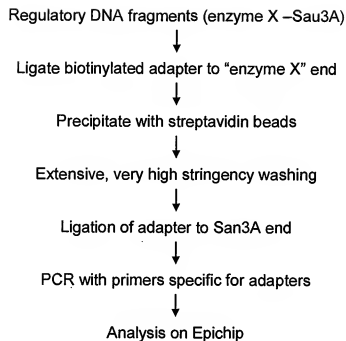 Regulatory DNA fragments (enzyme X –Sau3A)
Ligate biotinylated adapter to “enzyme X” end
Precipitate with streptavidin beads
Extensive, very high stringency washing
Ligation of adapter to San3A end
PCR with primers specific for adapters
Analysis on Epichip